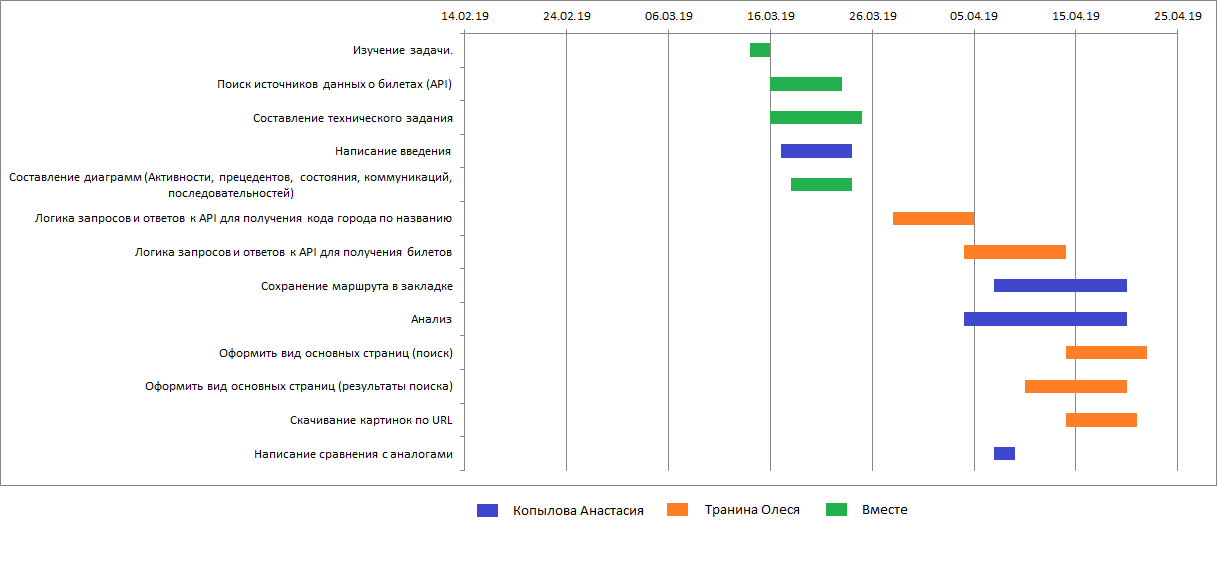 14.02.19 24.02.19 06.03.19 16.03.19 26.03.19 05.04.19 15.04.19 25.04.19
Изучение задачи.
Поиск источников данных о билетах (API)
Составление технического задания
Написание введения
Составление диаграмм (Активности, прецедентов, состояния, коммуникаций,
последовательностей)
Логика запросов и ответов к API для получения кода города по названию
Логика запросов и ответов к API для получения билетов
Сохранение маршрута в закладке
Анализ
Оформить вид основных страниц (поиск)
Оформить вид основных страниц (результаты поиска)
Скачивание картинок по URL
Написание сравнения с аналогами
Копылова Анастасия Транина Олеся Вместе